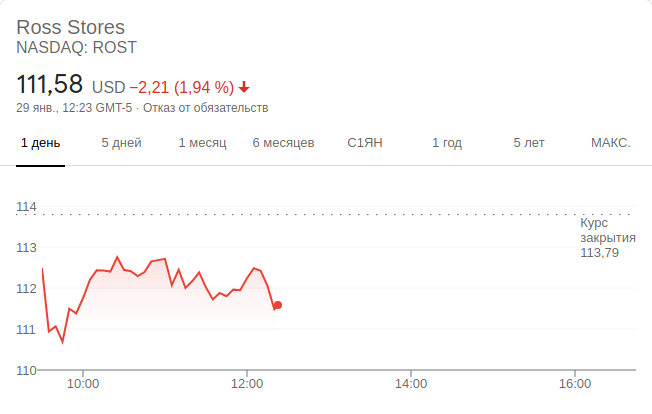 Ross Stores
NASDAQ: ROST
111,58 USD −2,21 (1,94 %)
29 янв., 12:23 GMT-5 · Отказ от обязательств
1 день 5 дней 1 месяц 6 месяцев С1ЯН 1 год 5 лет МАКС.
114
Курс
закрытия
113,79
113
112
111
110
10:00 12:00 14:00 16:00